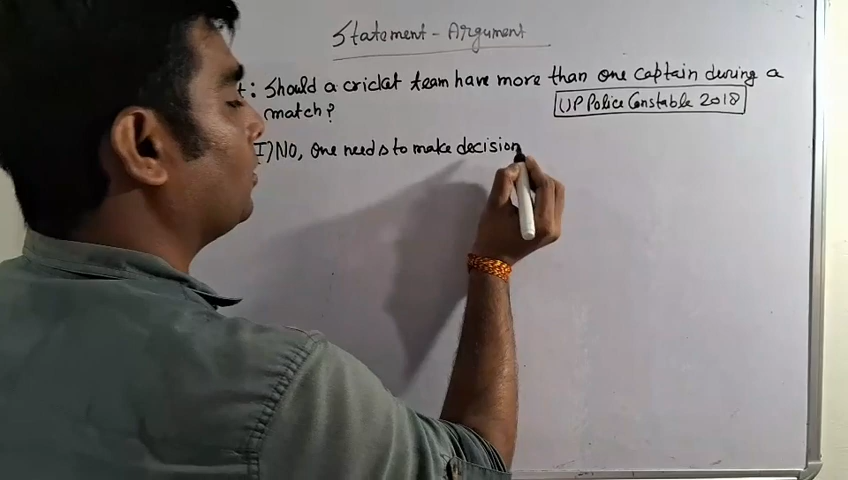 Statement - Argument
t: Should a cricket team have more than one captain during a
match?
UP Police Constable 2018
I) NO, One needs to make decision